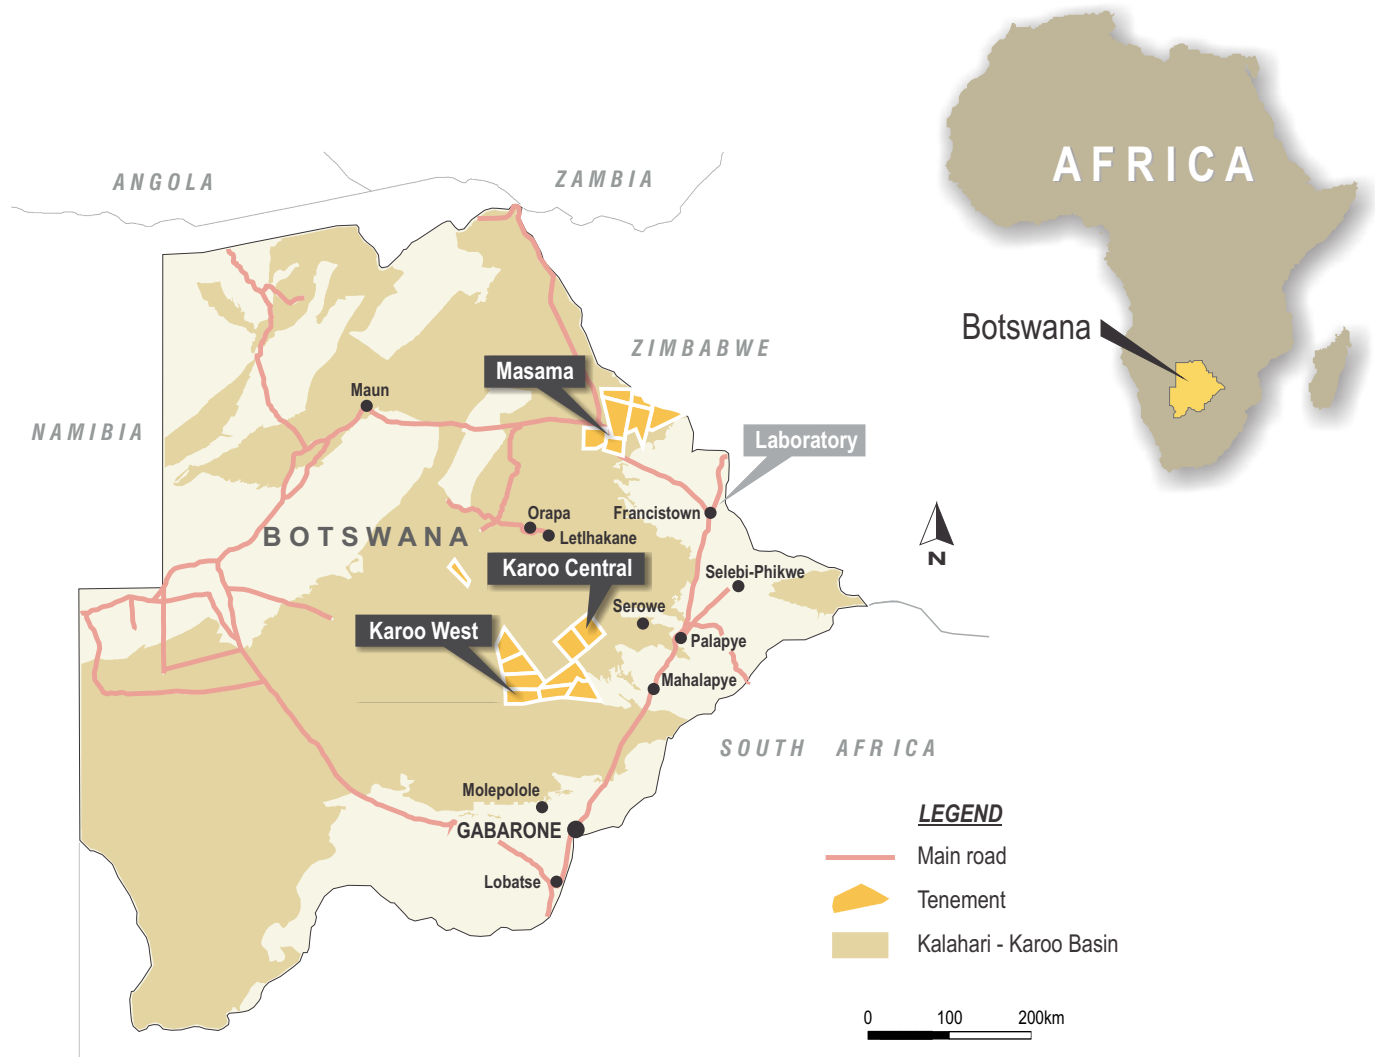 AFRICA
Botswana
ANGOLA
ZAMBIA
ZIMBABWE
Masama
Maun
NAMIBIA
Laboratory
Orapa
Francistown
BOTSWANA
Letlhakane
N
Karoo Central
Selebi-Phikwe
Serowe
Karoo West
Palapye
Mahalapye
SOUTH AFRICA
Molepolole
GABARONE
Lobatse
LEGEND
Main road
Tenement
Kalahari - Karoo Basin
0 100 200km